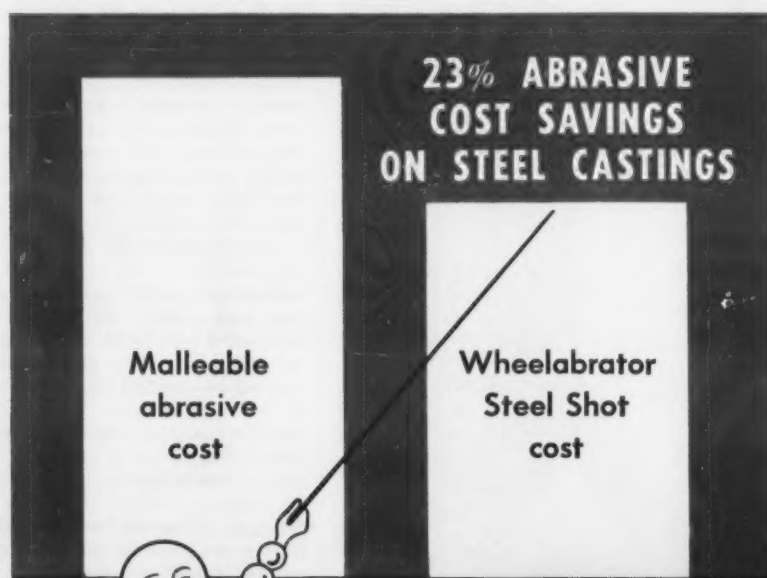 23% ABRASIVE
COST SAVINGS
ON STEEL CASTINGS
Malleable
abrasive
cost
Wheelabrator
Steel Shot
cost